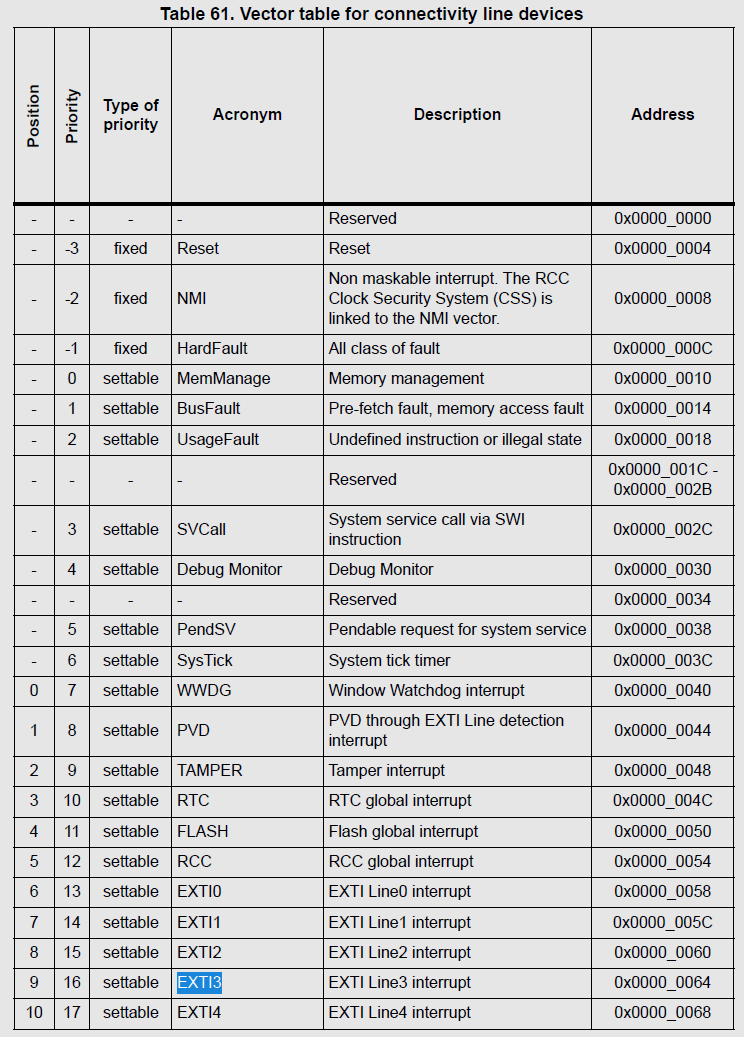 Table 61. Vector table for connectivity line devices
Position Priority Type of priority Acronym Description Address
- - - - Reserved 0x0000_0000
- -3 fixed Reset Reset 0x0000_0004
- -2 fixed NMI Non maskable interrupt. The RCC Clock Security System (CSS) is linked to the NMI vector. 0x0000_0008
- -1 fixed HardFault All class of fault 0x0000_000C
- 0 settable MemManage Memory management 0x0000_0010
- 1 settable BusFault Pre-fetch fault, memory access fault 0x0000_0014
- 2 settable UsageFault Undefined instruction or illegal state 0x0000_0018
- - - - Reserved 0x0000_001C - 0x0000_002B
- 3 settable SVCall System service call via SWI instruction 0x0000_002C
- 4 settable Debug Monitor Debug Monitor 0x0000_0030
- - - - Reserved 0x0000_0034
- 5 settable PendSV Pendable request for system service 0x0000_0038
- 6 settable SysTick System tick timer 0x0000_003C
0 7 settable WWDG Window Watchdog interrupt 0x0000_0040
1 8 settable PVD PVD through EXTI Line detection interrupt 0x0000_0044
2 9 settable TAMPER Tamper interrupt 0x0000_0048
3 10 settable RTC RTC global interrupt 0x0000_004C
4 11 settable FLASH Flash global interrupt 0x0000_0050
5 12 settable RCC RCC global interrupt 0x0000_0054
6 13 settable EXTI0 EXTI Line0 interrupt 0x0000_0058
7 14 settable EXTI1 EXTI Line1 interrupt 0x0000_005C
8 15 settable EXTI2 EXTI Line2 interrupt 0x0000_0060
9 16 settable EXTI3 EXTI Line3 interrupt 0x0000_0064
10 17 settable EXTI4 EXTI Line4 interrupt 0x0000_0068